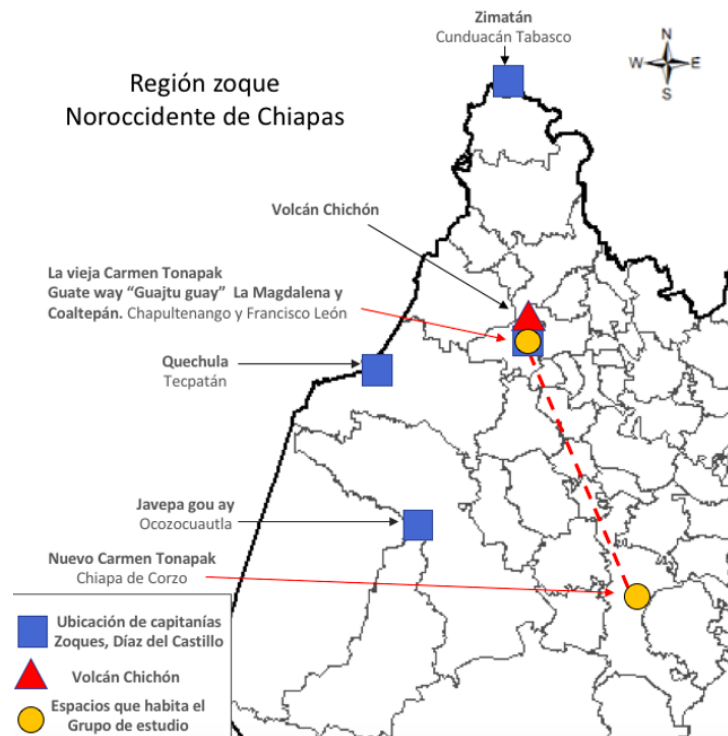 Zimatán
Cunduacán Tabasco
N
W
E
S
Región zoque
Noroccidente de Chiapas
Volcán Chichón
La vieja Carmen Tonapak
Guate way “Guajtu guay” La Magdalena y
Coaltepán. Chapultenango y Francisco León
Quechula
Tecpatán
Javepa gou ay
Ocozocuautla
Nuevo Carmen Tonapak
Chiapa de Corzo
Ubicación de capitanías
Zoques, Díaz del Castillo
Volcán Chichón
Espacios que habita el
Grupo de estudio